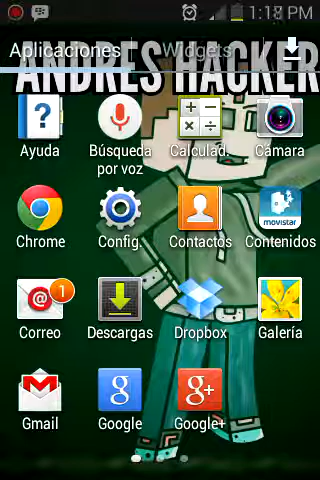 1:18 PM
Aplicaciones Widgets
ANDRES HACKER
Ayuda Búsqueda por voz Calculad. Cámara
Chrome Config. Contactos Contenidos
movistar
1
Correo Descargas Dropbox Galería
Gmail Google Google+